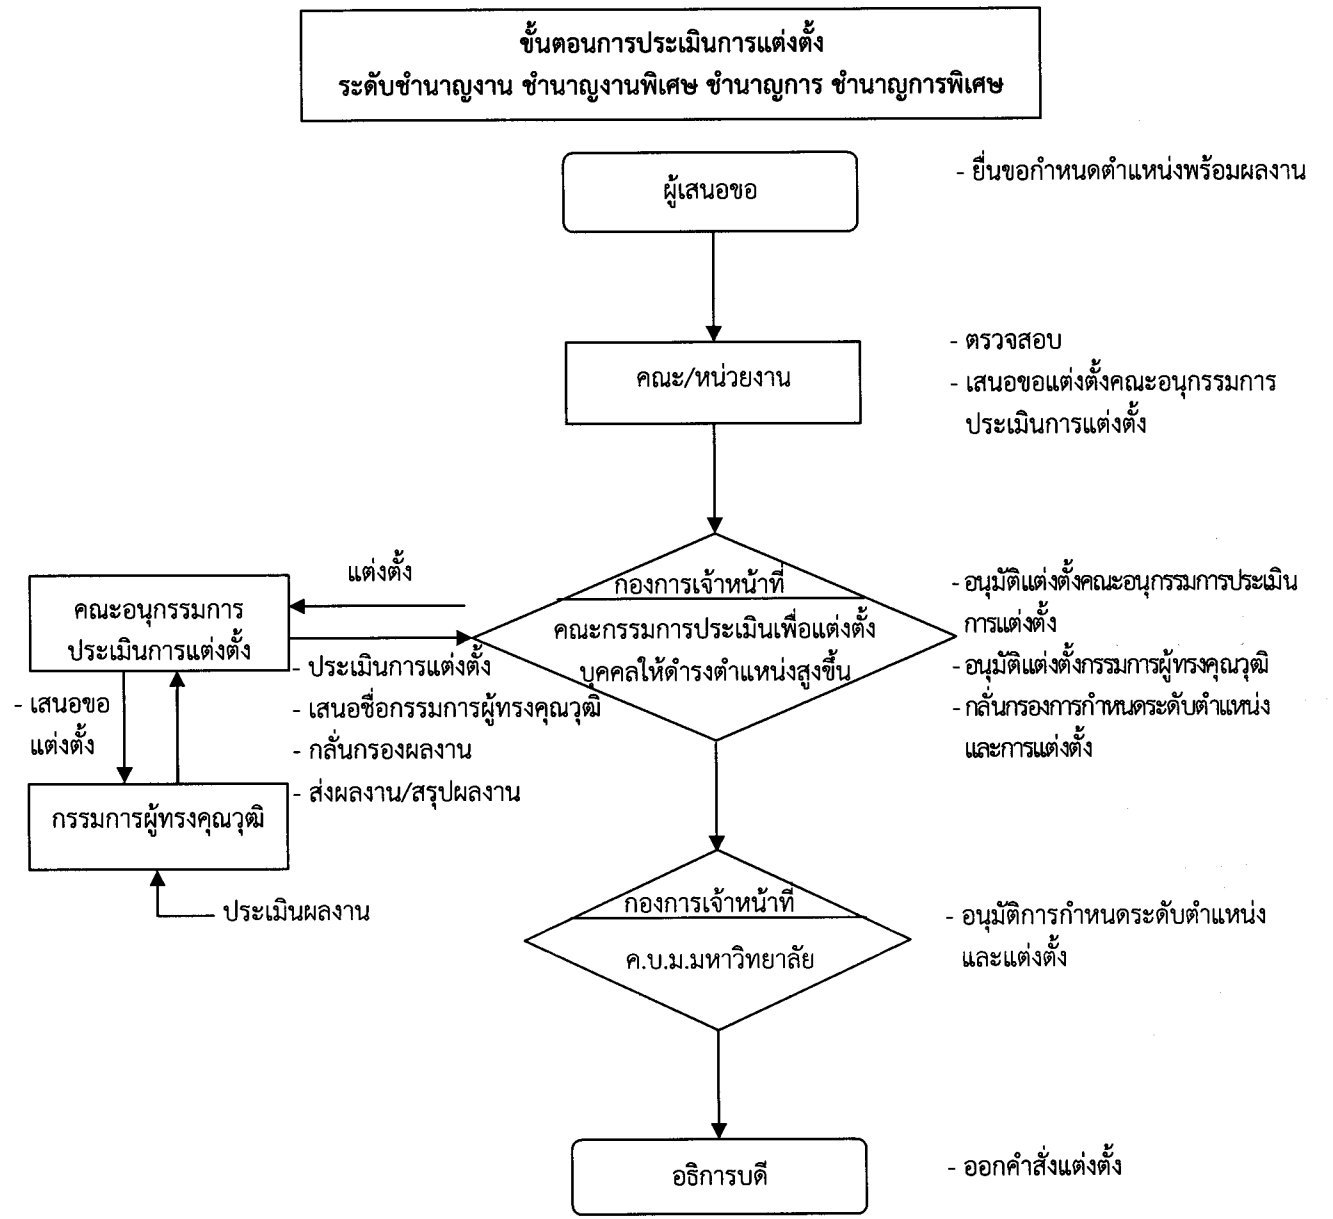 ขั้นตอนการประเมินการแต่งตั้ง
ระดับชำนาญงาน ชำนาญงานพิเศษ ชำนาญการ ชำนาญการพิเศษ
ผู้เสนอขอ
- ยื่นขอกำหนดตำแหน่งพร้อมผลงาน
คณะ/หน่วยงาน
- ตรวจสอบ
- เสนอขอแต่งตั้งคณะอนุกรรมการ
ประเมินการแต่งตั้ง
แต่งตั้ง
คณะอนุกรรมการ
ประเมินการแต่งตั้ง
กองการเจ้าหน้าที่
คณะกรรมการประเมินเพื่อแต่งตั้ง
บุคคลให้ดำรงตำแหน่งสูงขึ้น
- อนุมัติแต่งตั้งคณะอนุกรรมการประเมิน
การแต่งตั้ง
- อนุมัติแต่งตั้งกรรมการผู้ทรงคุณวุฒิ
- กลั่นกรองการกำหนดระดับตำแหน่ง
และการแต่งตั้ง
- ประเมินการแต่งตั้ง
- เสนอชื่อกรรมการผู้ทรงคุณวุฒิ
- กลั่นกรองผลงาน
- ส่งผลงาน/สรุปผลงาน
- เสนอขอ
แต่งตั้ง
กรรมการผู้ทรงคุณวุฒิ
ประเมินผลงาน
กองการเจ้าหน้าที่
ค.บ.ม.มหาวิทยาลัย
- อนุมัติการกำหนดระดับตำแหน่ง
และแต่งตั้ง
อธิการบดี
- ออกคำสั่งแต่งตั้ง